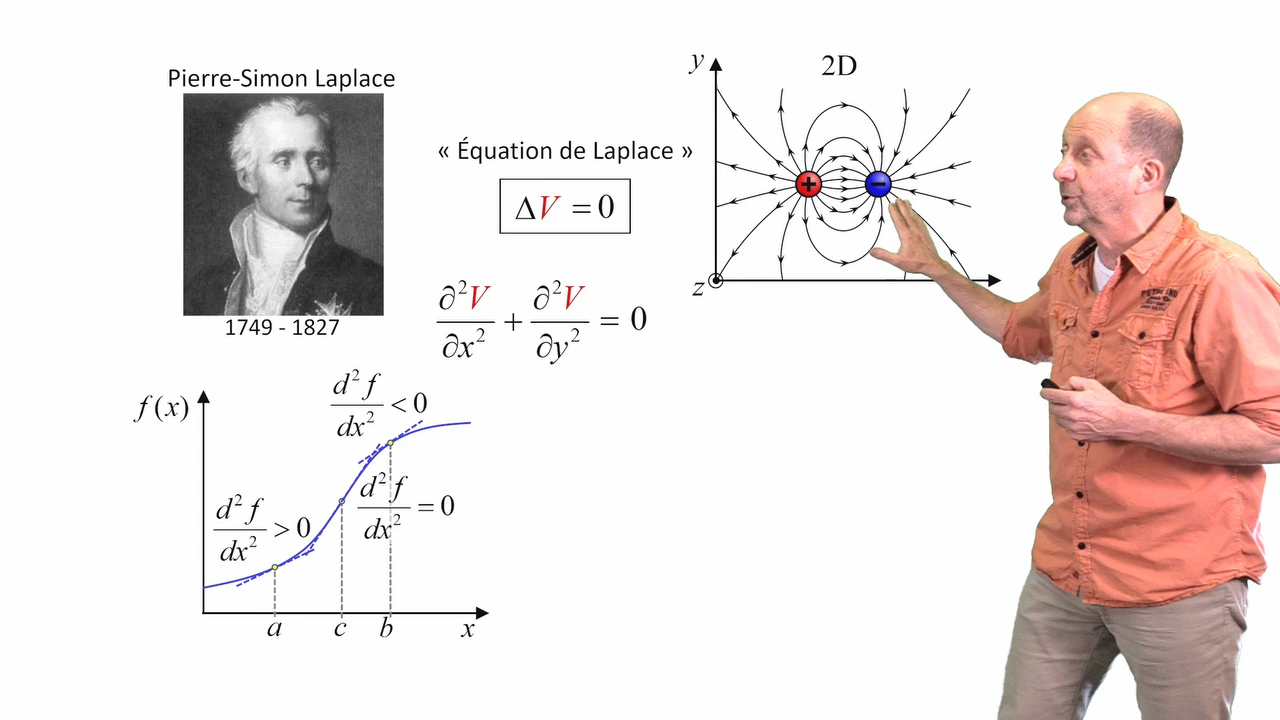 Pierre-Simon Laplace
1749 - 1827
« Équation de Laplace »
ΔV = 0
∂²V/∂x² + ∂²V/∂y² = 0
y
2D
+
−
z
f(x)
d²f/dx² < 0
d²f/dx² = 0
d²f/dx² > 0
a c b x